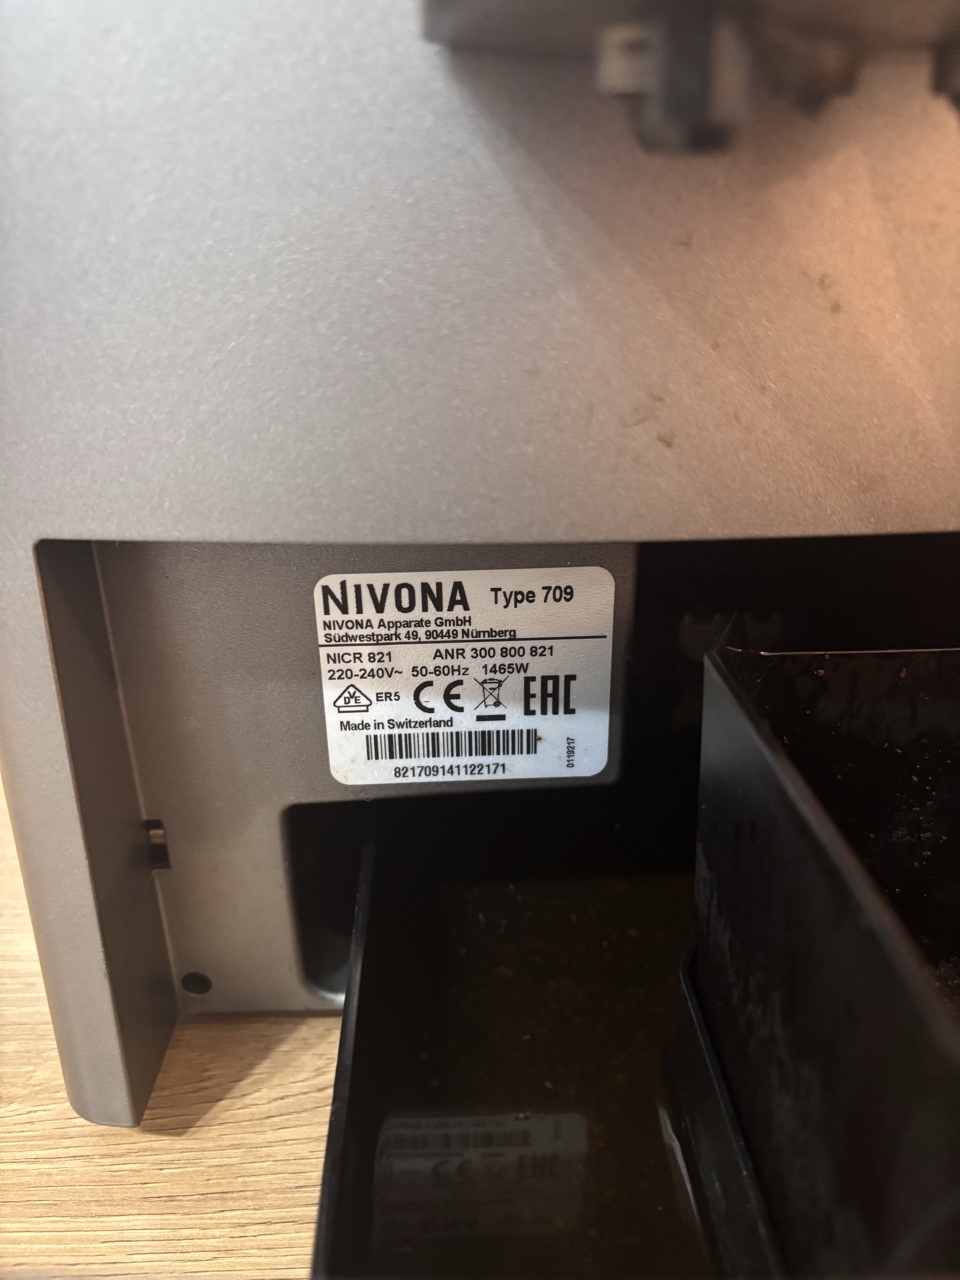 NIVONA Type 709
NIVONA Apparate GmbH
Südwestpark 49, 90449 Nürnberg
NICR 821 ANR 300 800 821
220-240V~ 50-60Hz 1465W
DVE ER5 CE EAC
Made in Switzerland
821709141122171
0119217